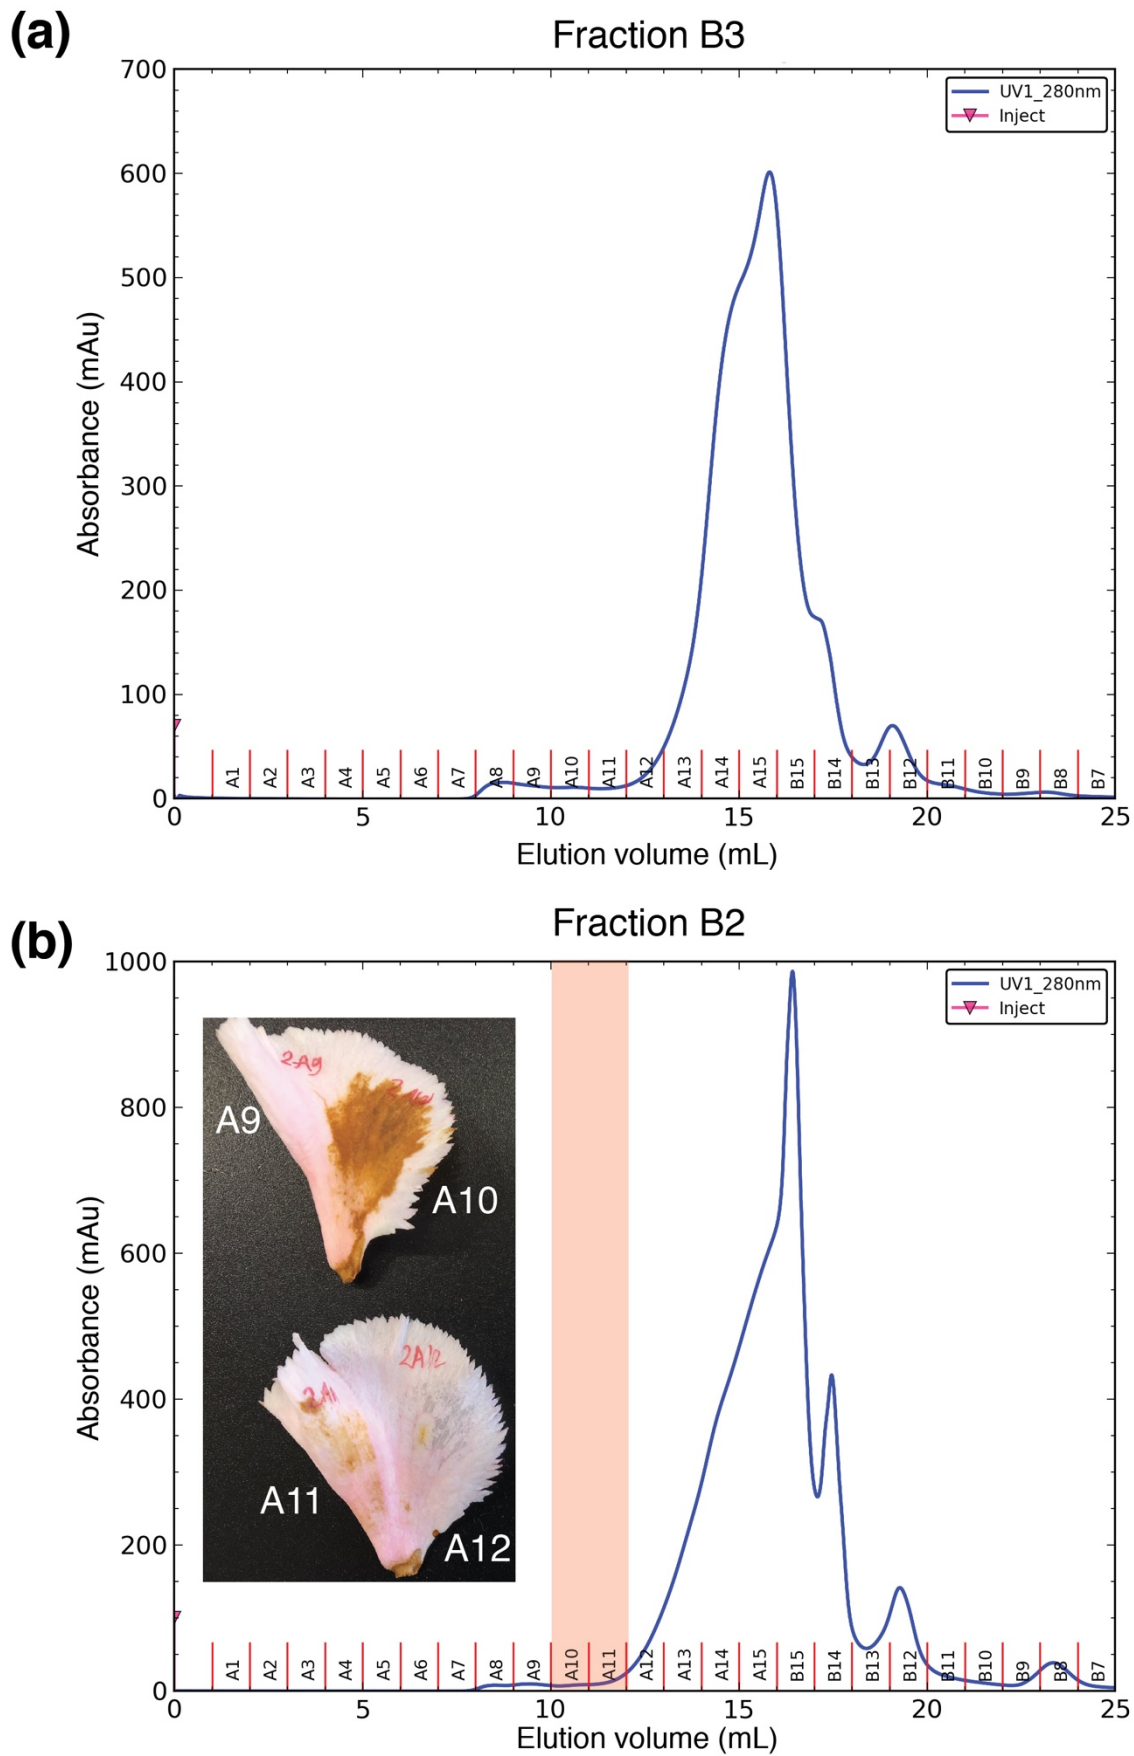 (a)
Fraction B3
700
600
500
400
300
200
100
0
Absorbance (mAu)
UV1_280nm
Inject
A1 A2 A3 A4 A5 A6 A7 A8 A9 A10 A11 A12 A13 A14 A15 B15 B14 B13 B12 B11 B10 B9 B8 B7
0 5 10 15 20 25
Elution volume (mL)
(b)
Fraction B2
1000
800
600
400
200
0
Absorbance (mAu)
UV1_280nm
Inject
2-A9
A9
A10
2A12
A11
A12
A1 A2 A3 A4 A5 A6 A7 A8 A9 A10 A11 A12 A13 A14 A15 B15 B14 B13 B12 B11 B10 B9 B8 B7
0 5 10 15 20 25
Elution volume (mL)